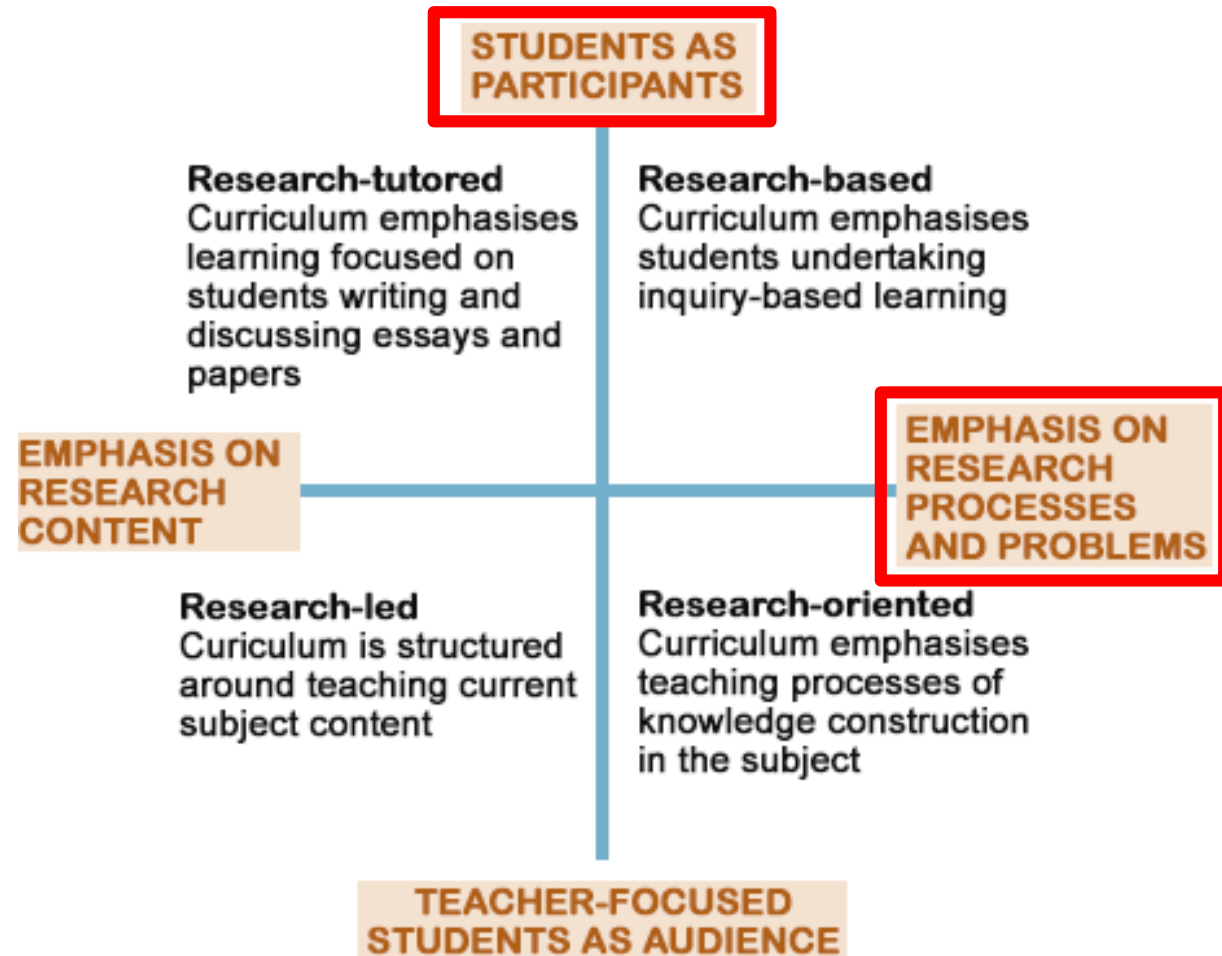 STUDENTS AS
PARTICIPANTS
Research-tutored
Curriculum emphasises
learning focused on
students writing and
discussing essays and
papers
Research-based
Curriculum emphasises
students undertaking
inquiry-based learning
EMPHASIS ON
RESEARCH
CONTENT
EMPHASIS ON
RESEARCH
PROCESSES
AND PROBLEMS
Research-led
Curiculum is structured
around teaching current
subject content
Research-oriented
Curriculum emphasises
teaching processes of
knowledge construction
in the subject
TEACHER-FOCUSED
STUDENTS AS AUDIENCE